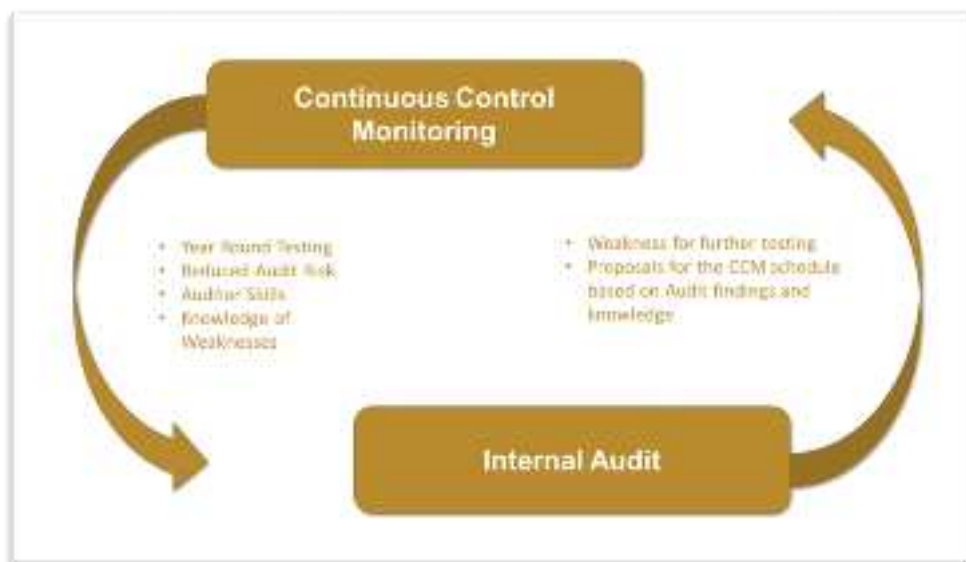 Continuous Control
Monitoring
• Year Round Testing
• Reduced Audit Risk
• Auditor Skills
• Knowledge of
Weaknesses
• Weakness for further testing
• Proposals for the CCM schedule
based on Audit findings and
knowledge
Internal Audit